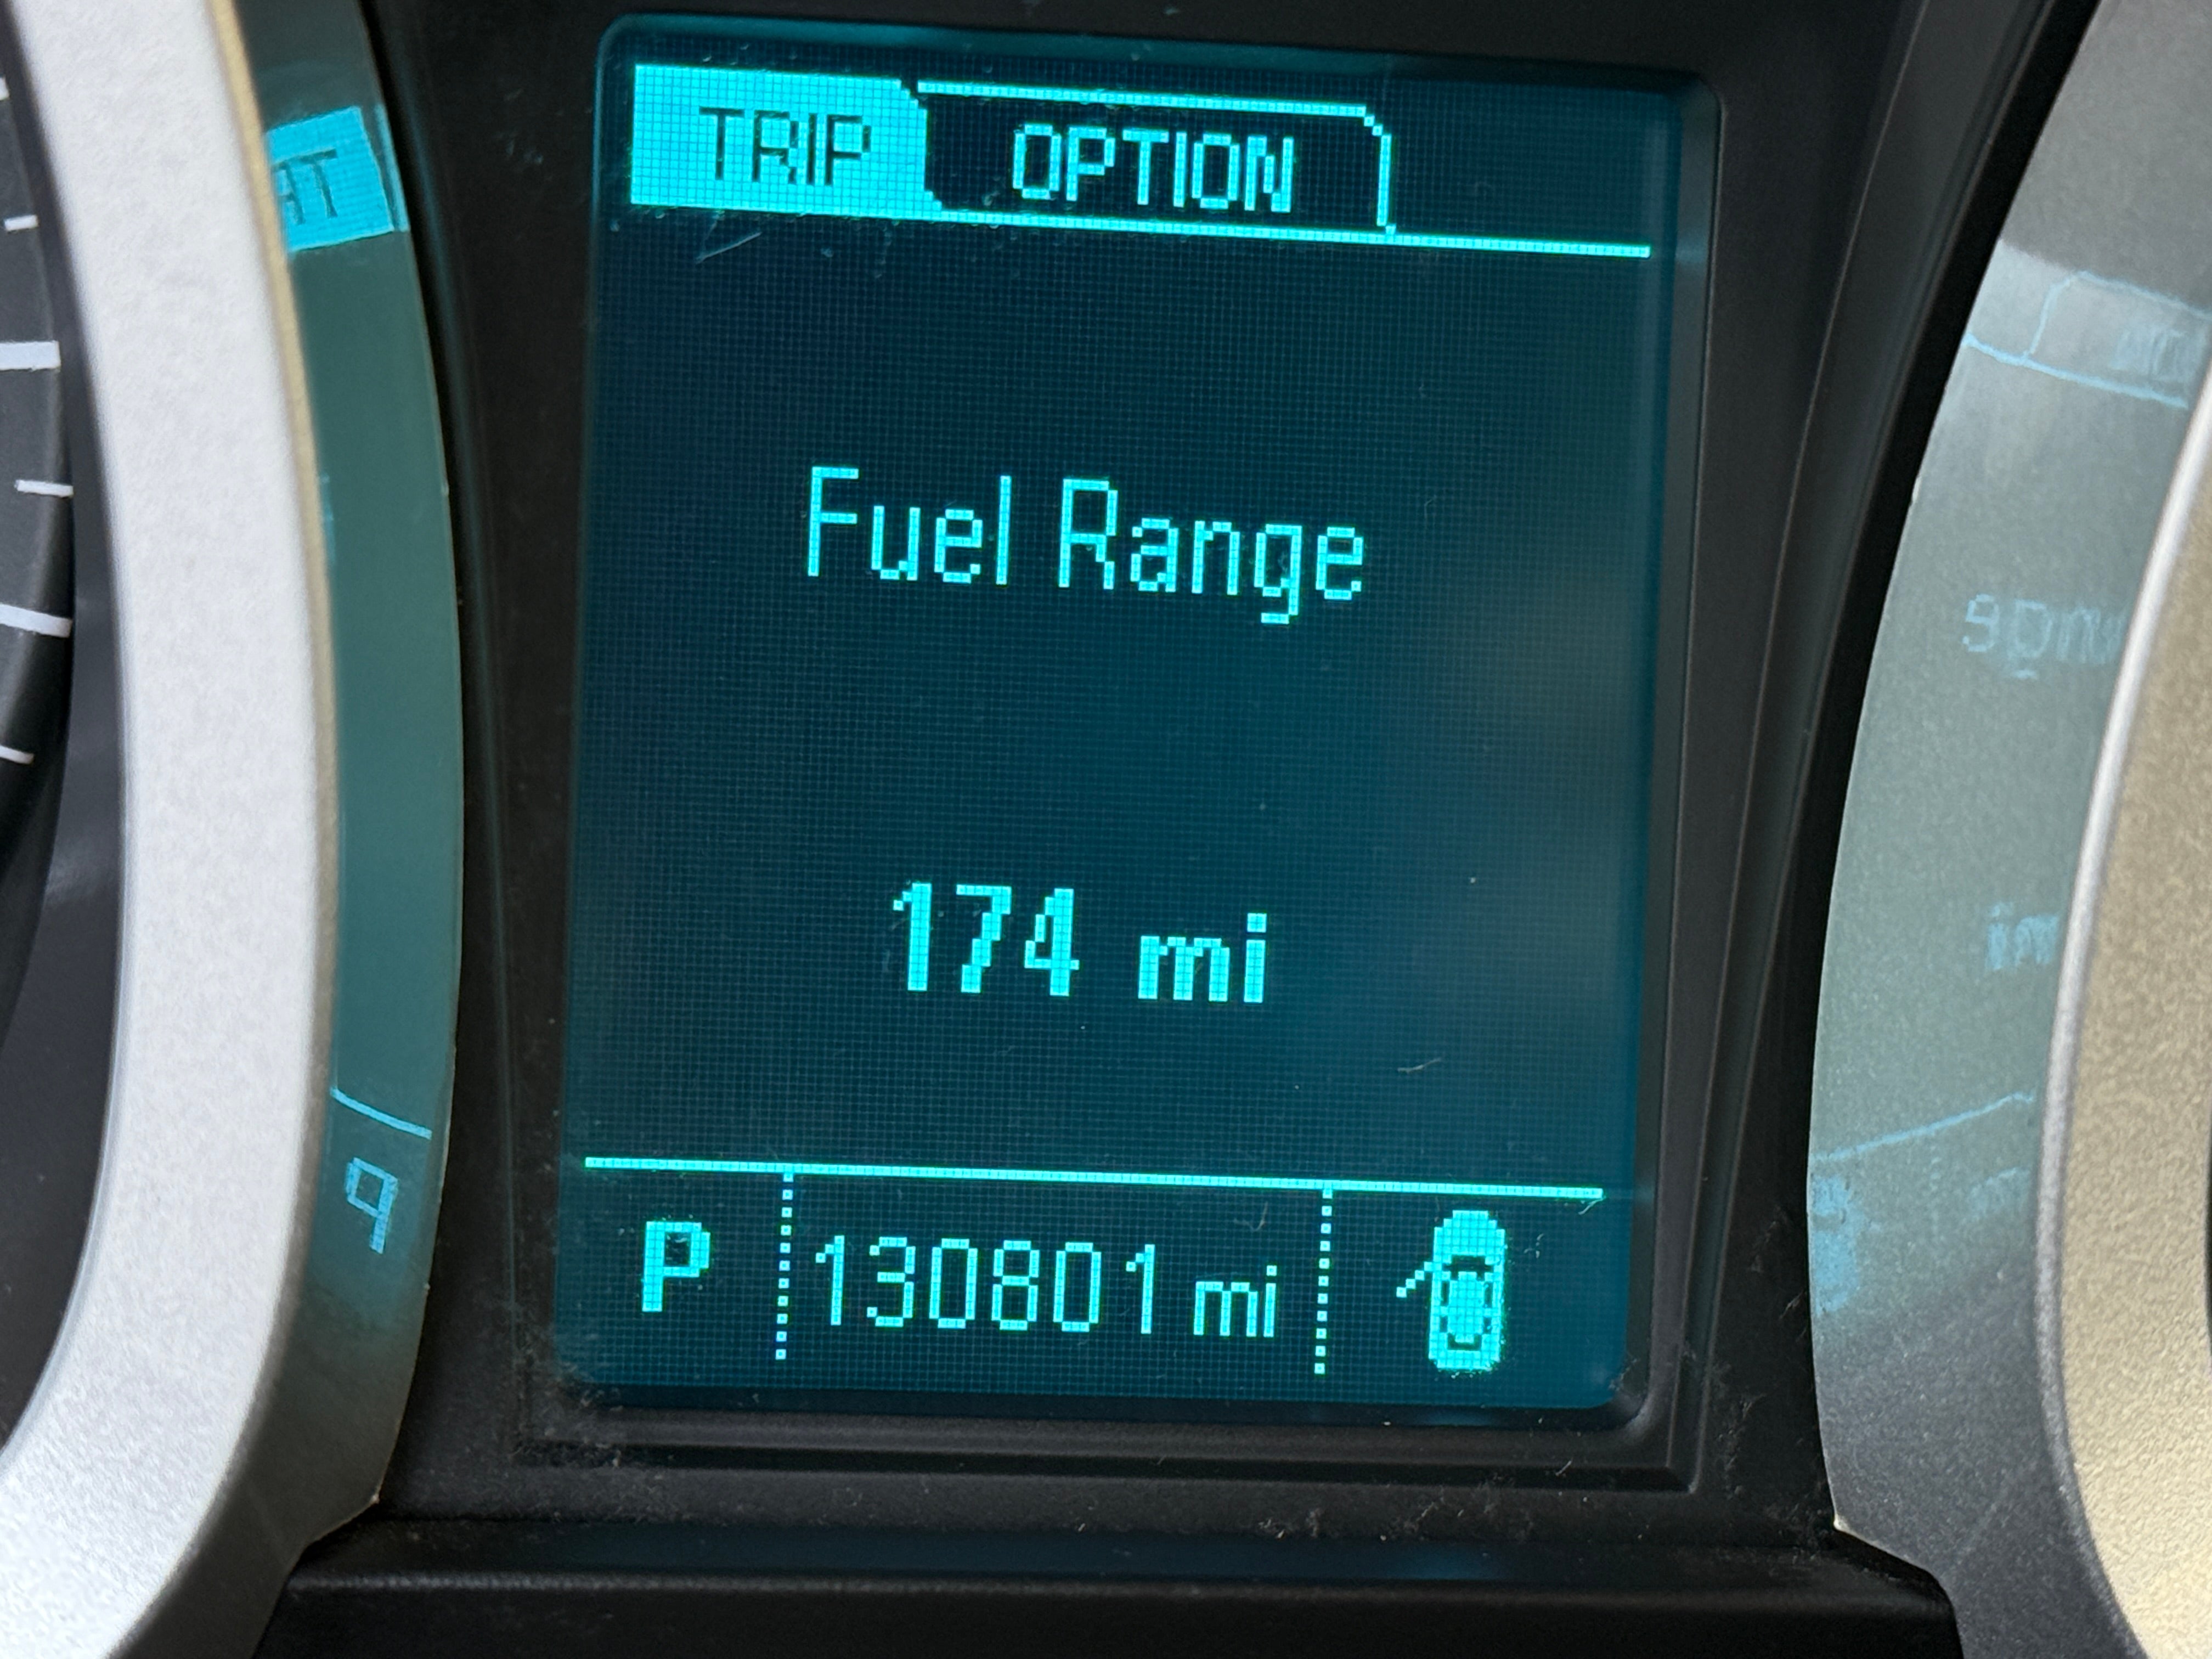 TRIP OPTION
Fuel Range
174 mi
P 130801 mi